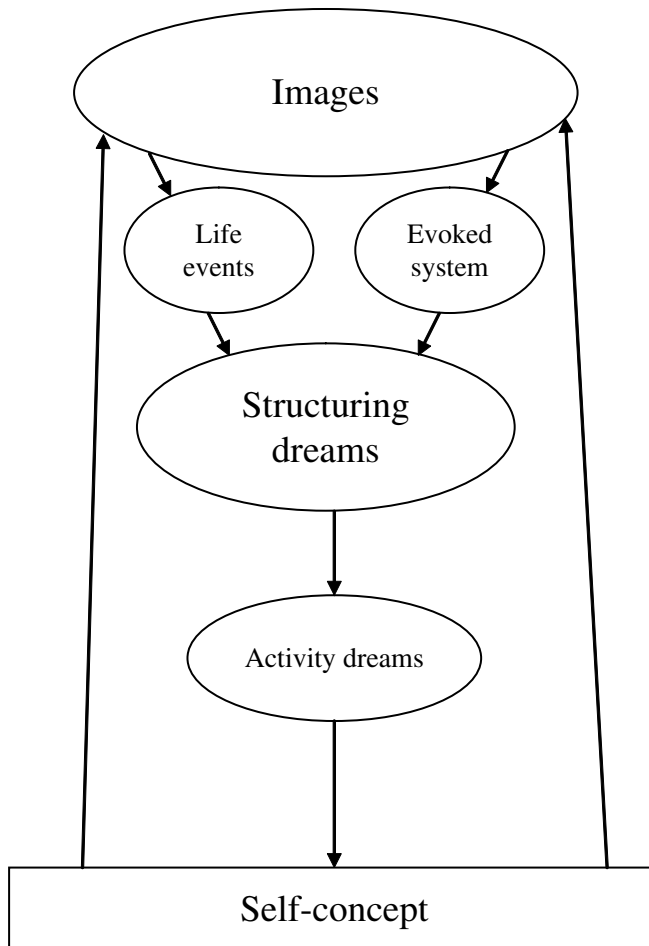 Images
Life
events
Evoked
system
Structuring
dreams
Activity dreams
Self-concept